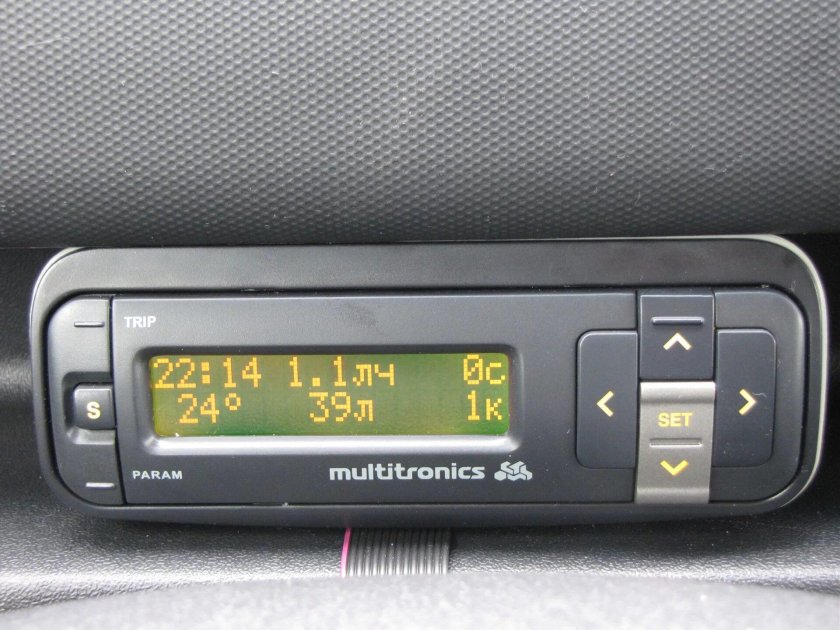 TRIP
22:14 1.1лч 0с
24° 39л 1к
S
SET
PARAM
multitronics